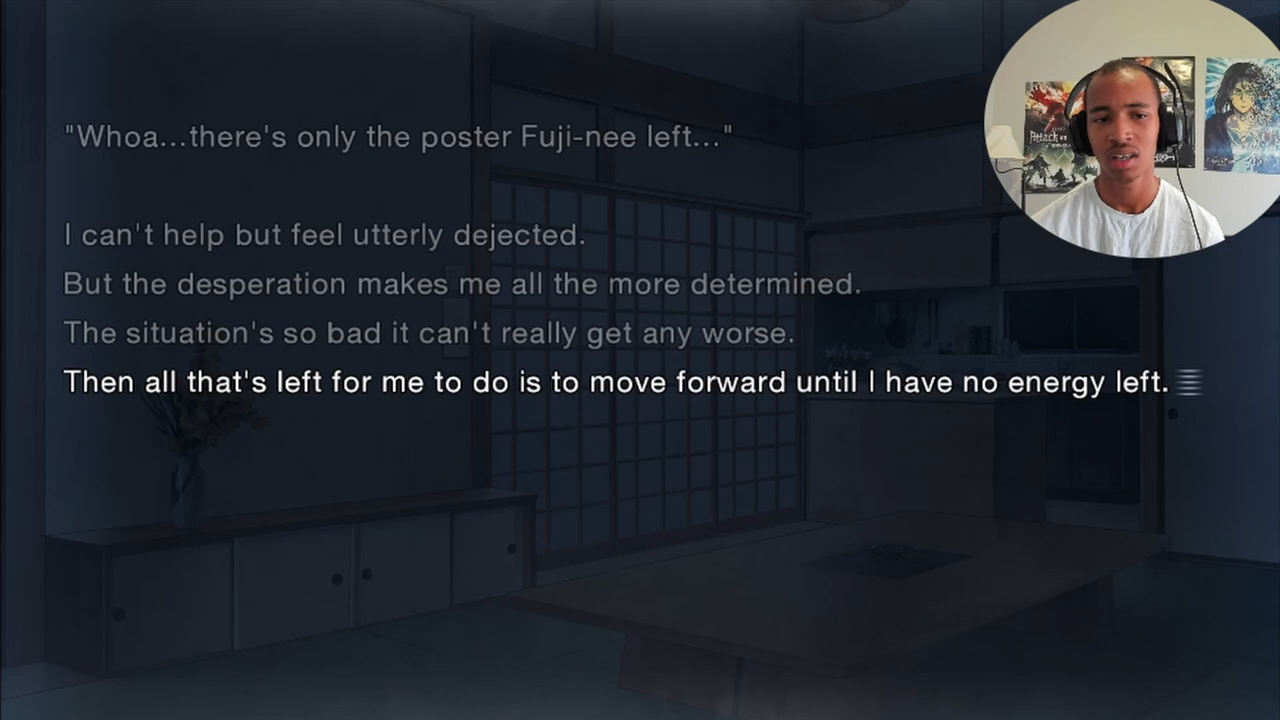 "Whoa...there's only the poster Fuji-nee left..."
I can't help but feel utterly dejected.
But the desperation makes me all the more determined.
The situation's so bad it can't really get any worse.
Then all that's left for me to do is to move forward until I have no energy left.
Attack